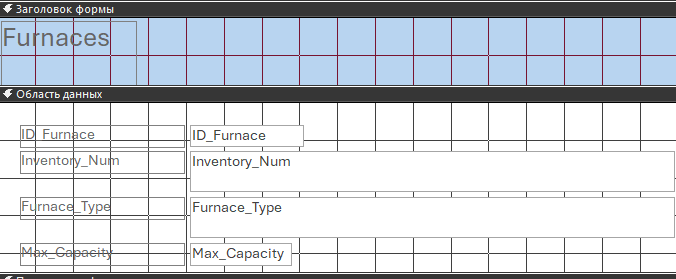 Заголовок формы
Furnaces
Область данных
ID_Furnace ID_Furnace
Inventory_Num Inventory_Num
Furnace_Type Furnace_Type
Max_Capacity Max_Capacity